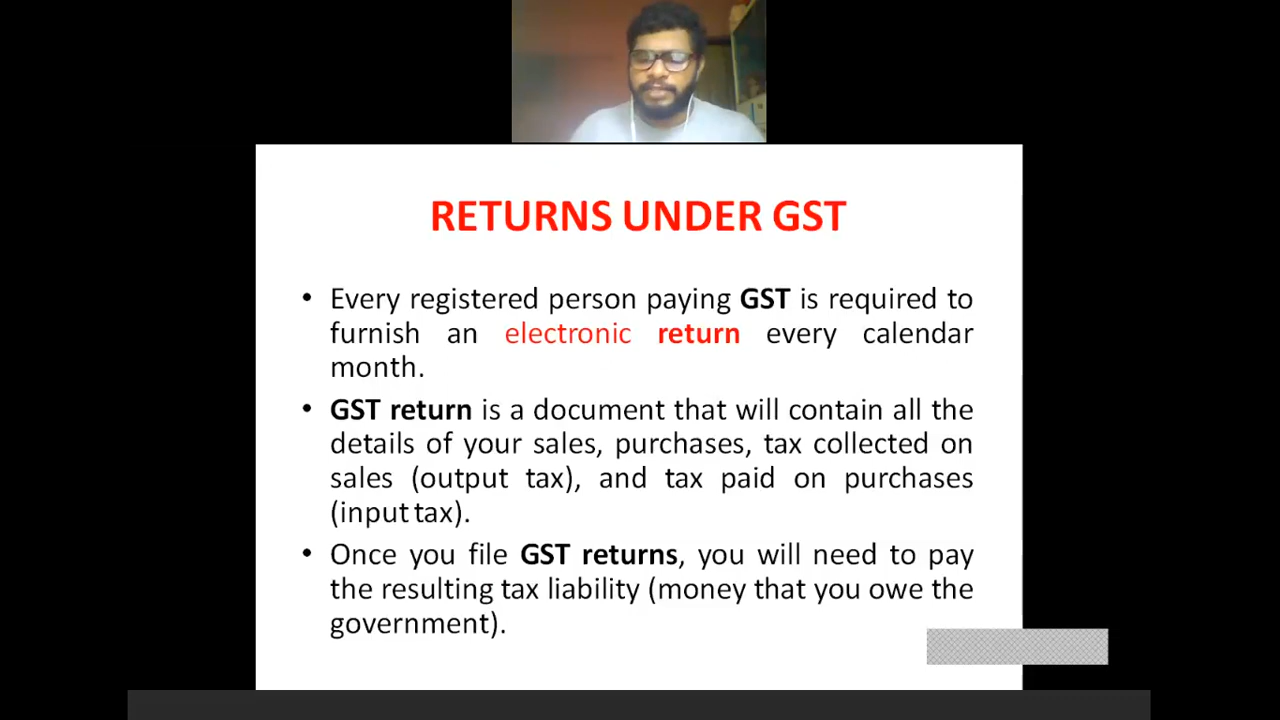 RETURNS UNDER GST
• Every registered person paying GST is required to
furnish an electronic return every calendar
month.
• GST return is a document that will contain all the
details of your sales, purchases, tax collected on
sales (output tax), and tax paid on purchases
(input tax).
• Once you file GST returns, you will need to pay
the resulting tax liability (money that you owe the
government).